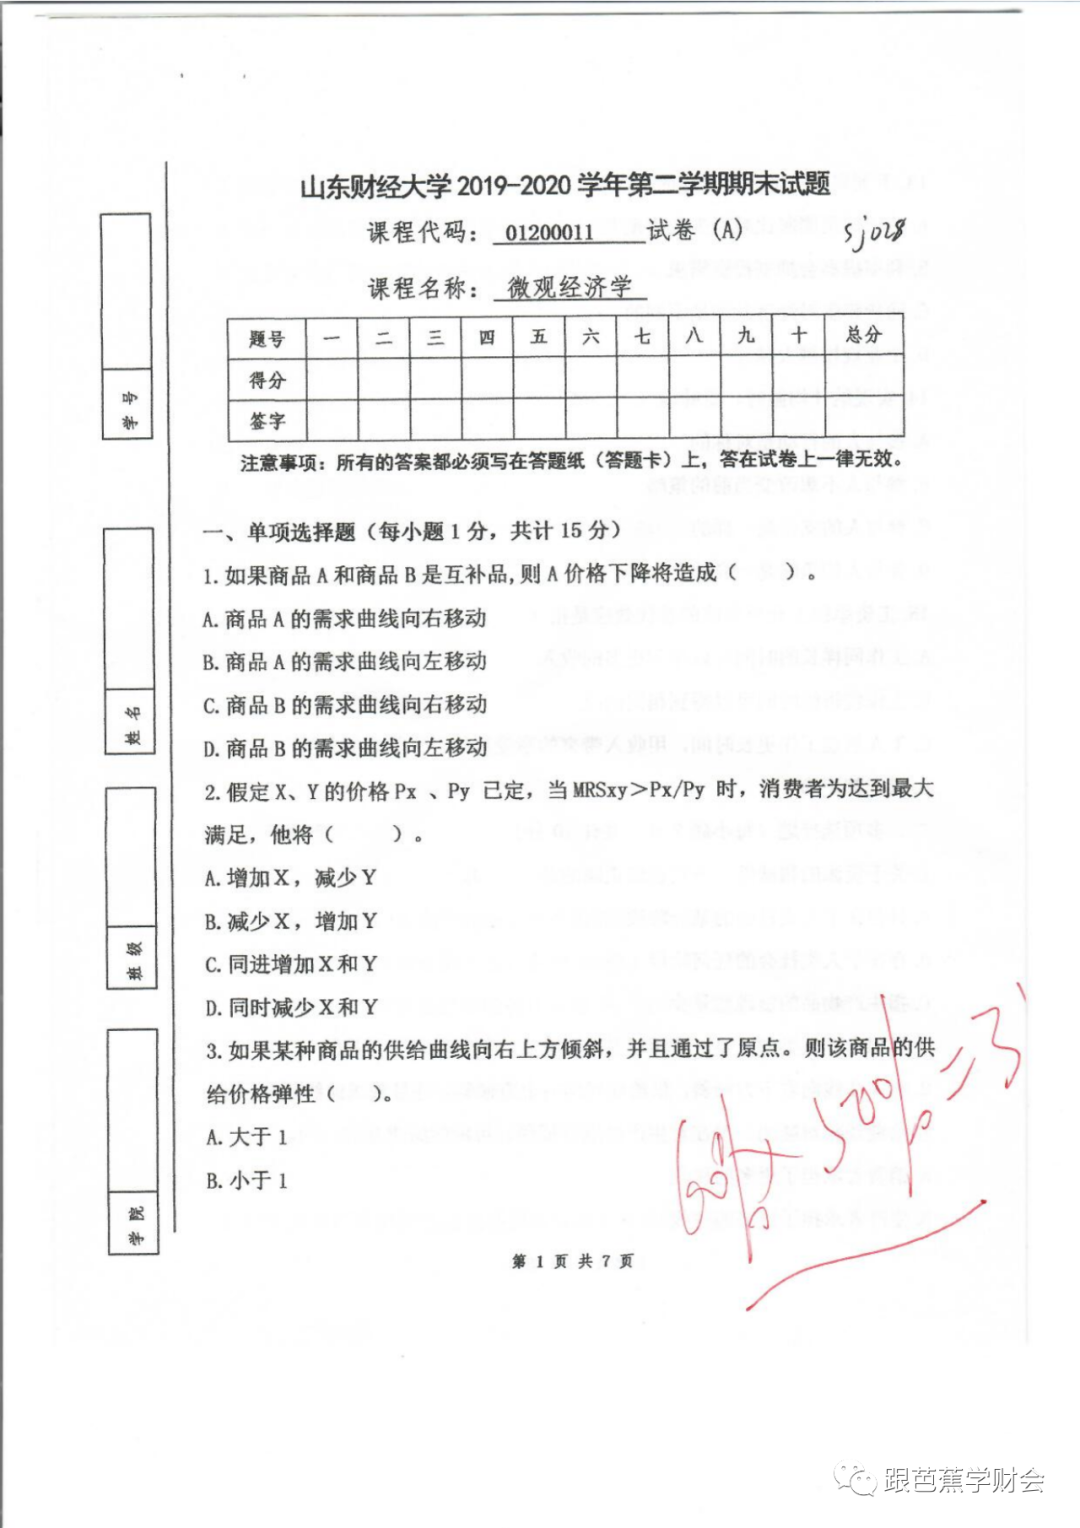 山东财经大学 2019-2020 学年第二学期期末试题
课程代码：01200011 试卷 (A) sj028
课程名称：微观经济学
题号 一 二 三 四 五 六 七 八 九 十 总分
得分
签字
注意事项：所有的答案都必须写在答题纸（答题卡）上，答在试卷上一律无效。
一、单项选择题（每小题 1 分，共计 15 分）
1.如果商品 A 和商品 B 是互补品,则 A 价格下降将造成（ ）。
A.商品 A 的需求曲线向右移动
B.商品 A 的需求曲线向左移动
C.商品 B 的需求曲线向右移动
D.商品 B 的需求曲线向左移动
2.假定 X、Y 的价格 Px 、Py 已定，当 MRSxy＞Px/Py 时，消费者为达到最大
满足，他将（ ）。
A.增加 X，减少 Y
B.减少 X，增加 Y
C.同进增加 X 和 Y
D.同时减少 X 和 Y
3.如果某种商品的供给曲线向右上方倾斜，并且通过了原点。则该商品的供
给价格弹性（ ）。
A.大于 1
B.小于 1
第 1 页 共 7 页
学号
姓名
班级
学院
跟芭蕉学财会